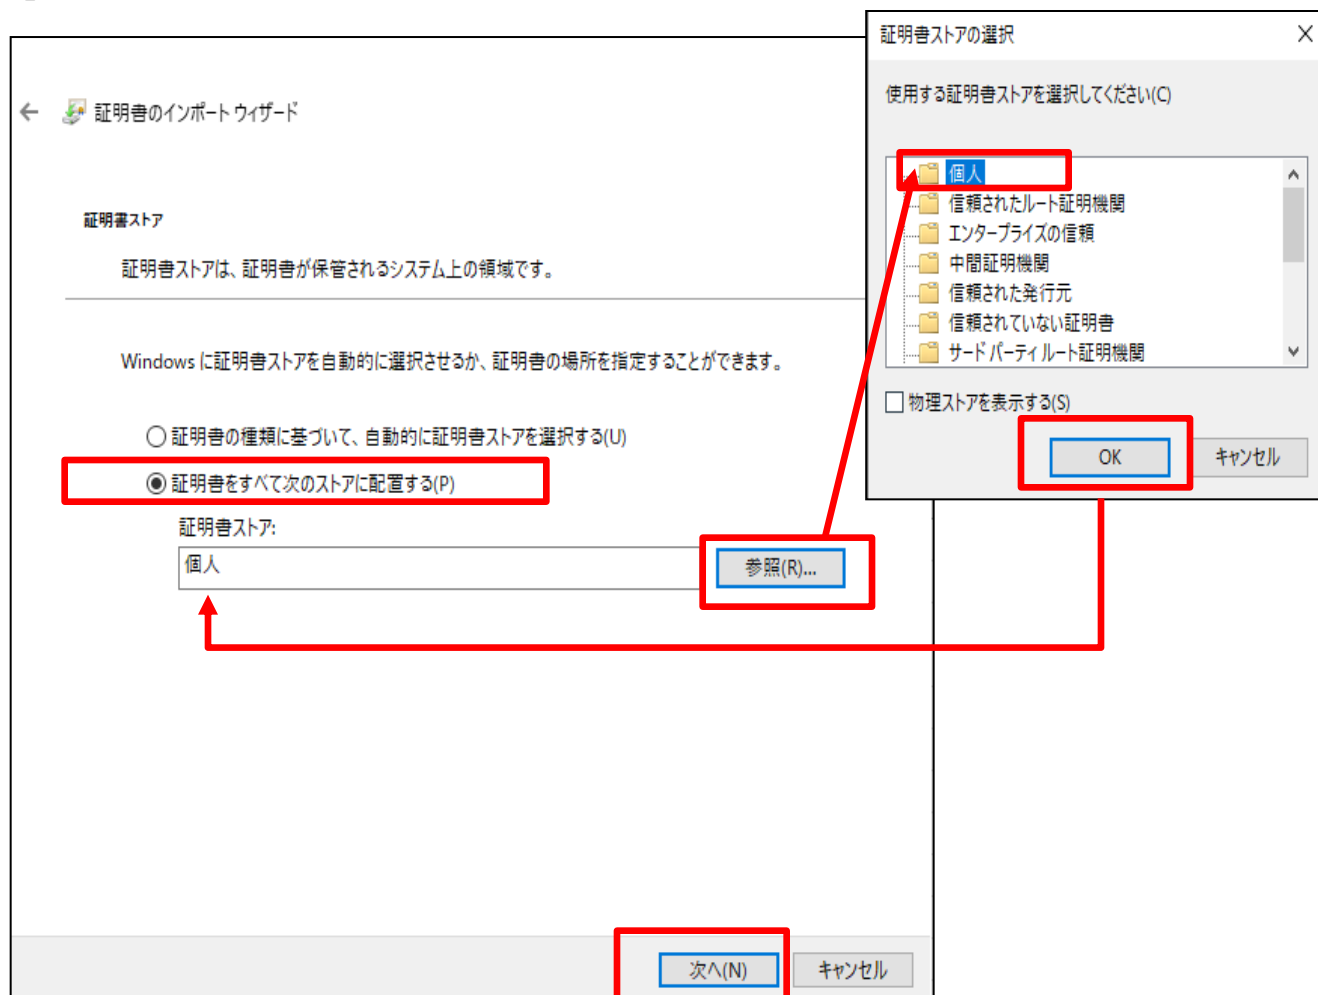 証明書のインポート ウィザード
証明書ストア
証明書ストアは、証明書が保管されるシステム上の領域です。
Windows に証明書ストアを自動的に選択させるか、証明書の場所を指定することができます。
証明書の種類に基づいて、自動的に証明書ストアを選択する(U)
証明書をすべて次のストアに配置する(P)
証明書ストア:
個人
参照(R)...
次へ(N)
キャンセル
証明書ストアの選択
使用する証明書ストアを選択してください(C)
個人
信頼されたルート証明機関
エンタープライズの信頼
中間証明機関
信頼された発行元
信頼されていない証明書
サード パーティ ルート証明機関
物理ストアを表示する(S)
OK
キャンセル